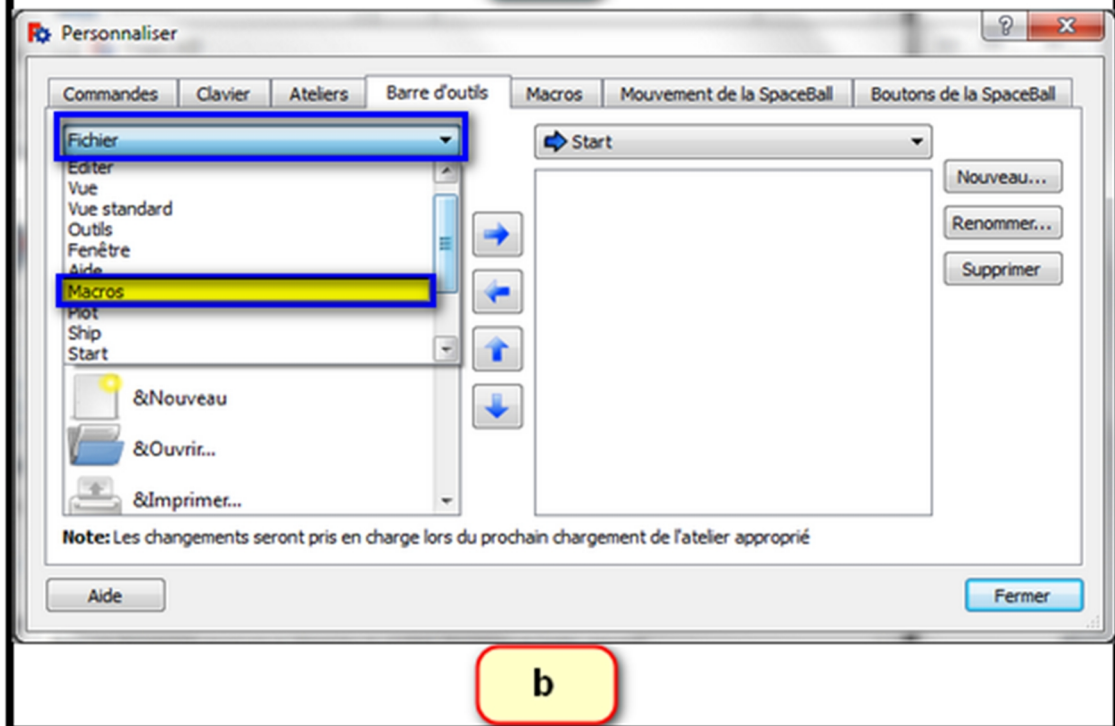 Personnaliser
Commandes Clavier Ateliers Barre d'outils Macros Mouvement de la SpaceBall Boutons de la SpaceBall
Fichier
Start
Editer
Vue
Vue standard
Outils
Fenêtre
Aide
Macros
Plot
Ship
Start
&Nouveau
&Ouvrir...
&Imprimer...
Nouveau...
Renommer...
Supprimer
Note: Les changements seront pris en charge lors du prochain chargement de l'atelier approprié
Aide
Fermer
b